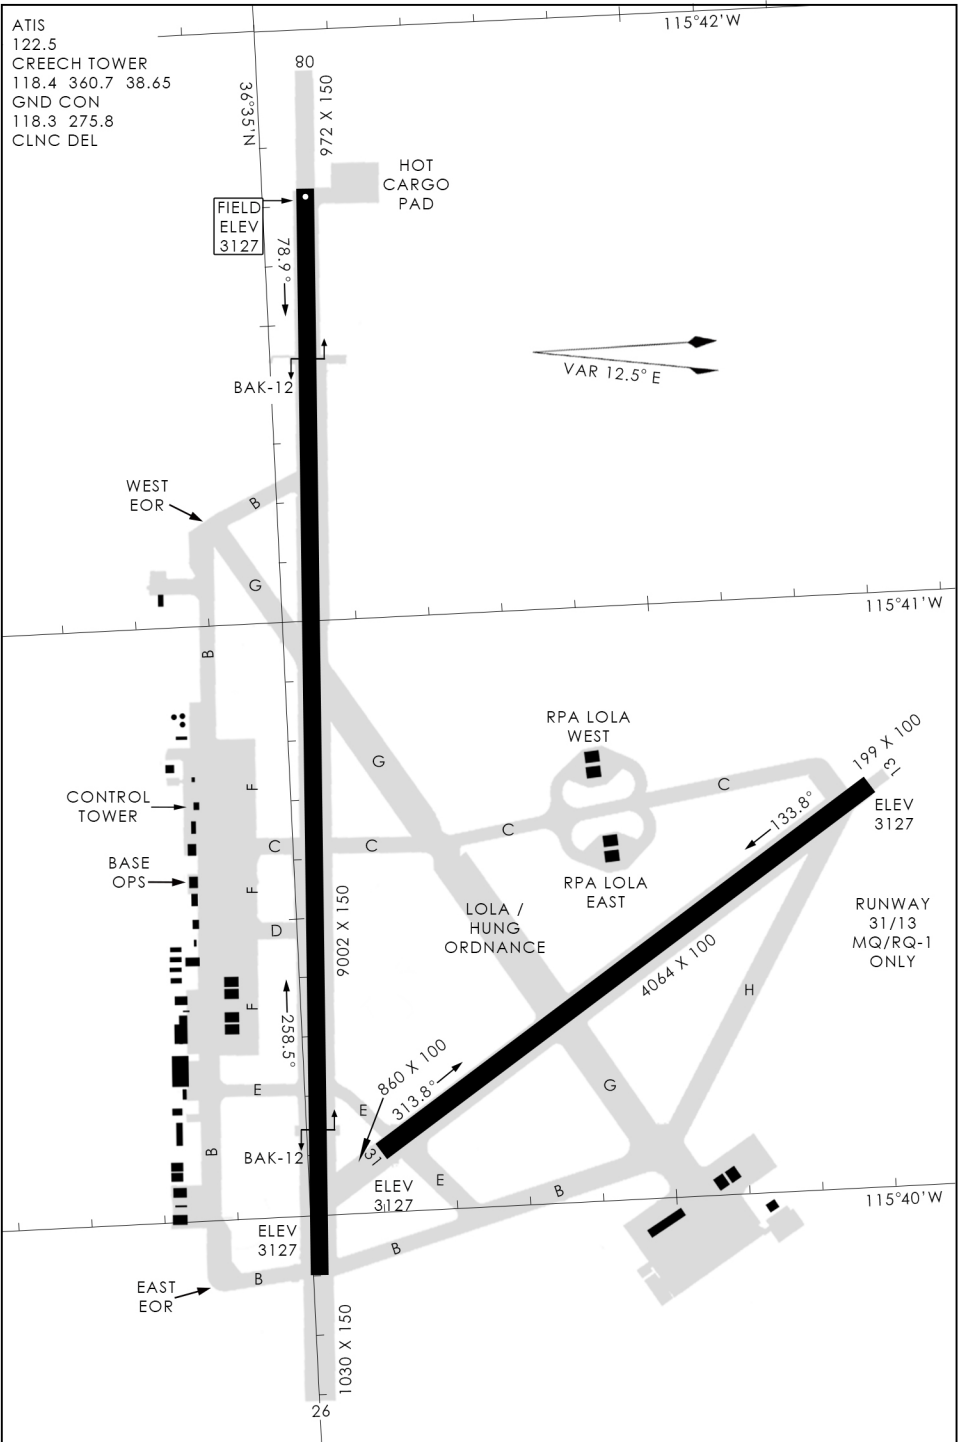 ATIS
122.5
CREECH TOWER
118.4 360.7 38.65
GND CON
118.3 275.8
CLNC DEL
115°42'W
36°35'N
80
972 X 150
HOT
CARGO
PAD
FIELD
ELEV
3127
78.9°
VAR 12.5° E
BAK-12
WEST
EOR
B
G
115°41'W
B
RPA LOLA
WEST
199 X 100
13
G
C
F
CONTROL
TOWER
133.8°
ELEV
3127
C
C
C
BASE
OPS
F
RPA LOLA
EAST
LOLA /
HUNG
ORDNANCE
RUNWAY
31/13
MQ/RQ-1
ONLY
D
9002 X 150
4064 X 100
H
F
258.5°
860 X 100
313.8°
G
E
E
B
BAK-12
31
E
ELEV
3127
B
115°40'W
ELEV
3127
B
B
EAST
EOR
1030 X 150
26